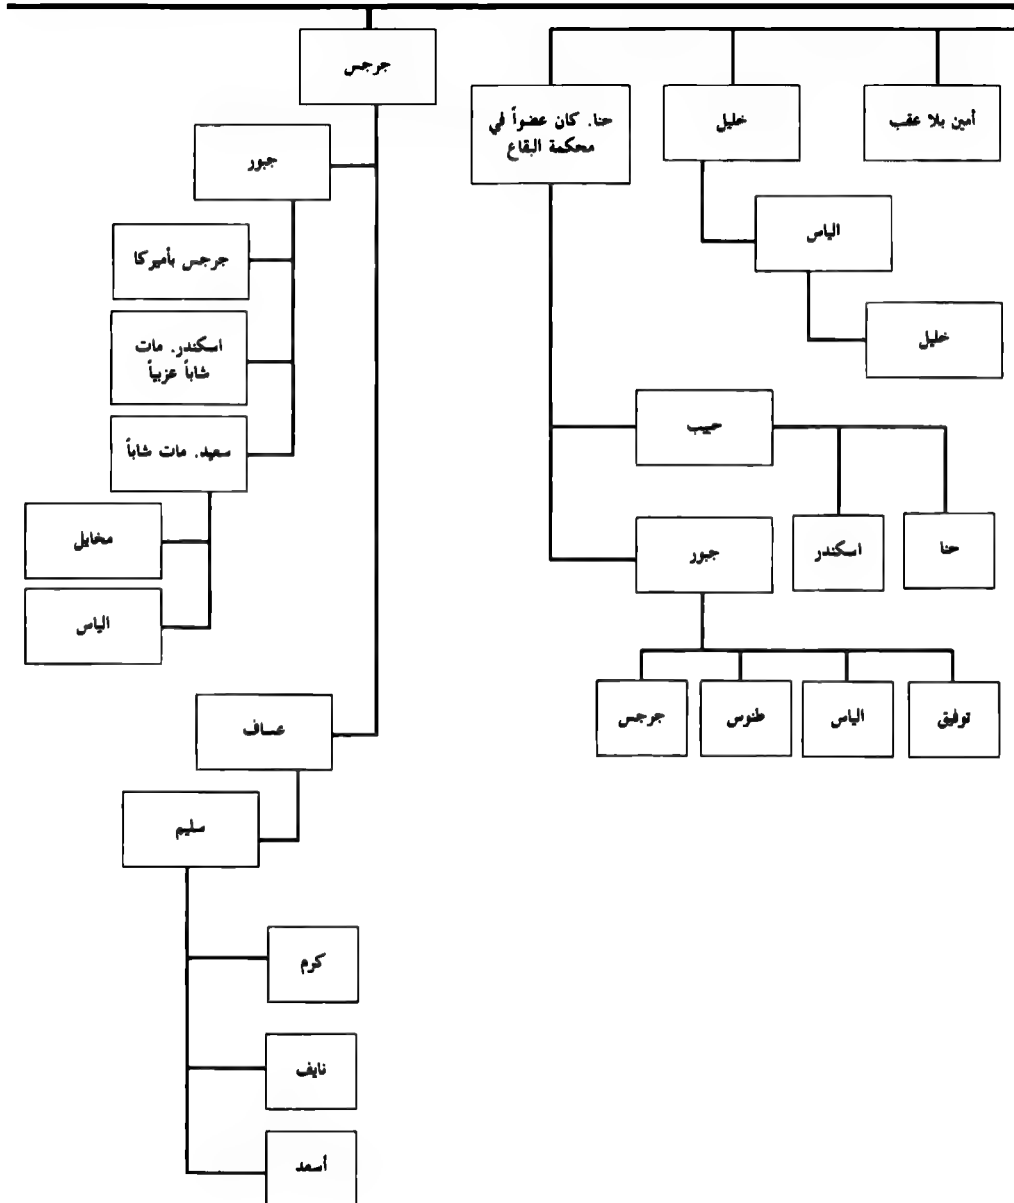 أمين بلا عقب
خليل
حنا. كان عضواً في
محكمة البقاع
الياس
خليل
حبيب
حنا
اسكندر
جبور
توفيق
الياس
طنوس
جرجس
جرجس
جبور
جرجس بأميركا
اسكندر. مات
شاباً عزبياً
سعيد. مات شاباً
مخايل
الياس
عساف
سليم
كرم
نايف
أسعد